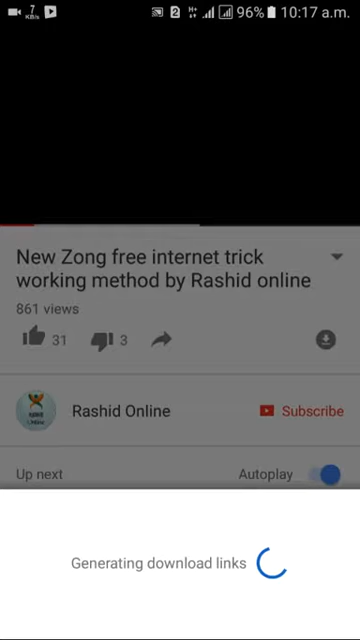 7
KB/s
2
H+
96%
10:17 a.m.
New Zong free internet trick
working method by Rashid online
861 views
31
3
Rashid Online
Subscribe
Up next
Autoplay
Generating download links